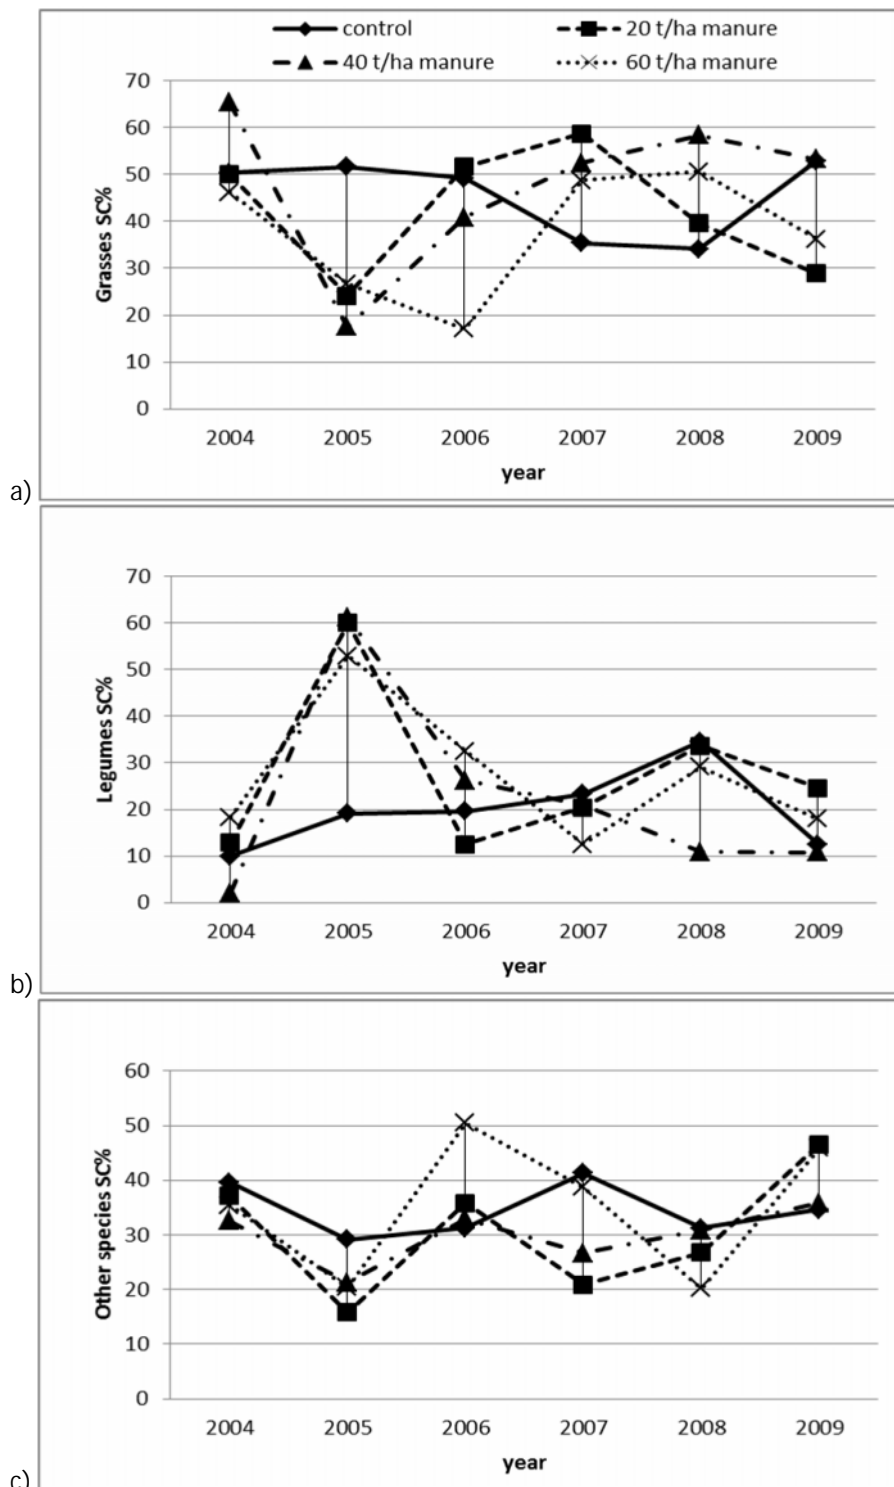 control 20 t/ha manure
40 t/ha manure 60 t/ha manure
70
60
50
40
30
20
10
0
Grasses SC%
2004 2005 2006 2007 2008 2009
year
a)
70
60
50
40
30
20
10
0
Legumes SC%
2004 2005 2006 2007 2008 2009
year
b)
60
50
40
30
20
10
0
Other species SC%
2004 2005 2006 2007 2008 2009
year
c)